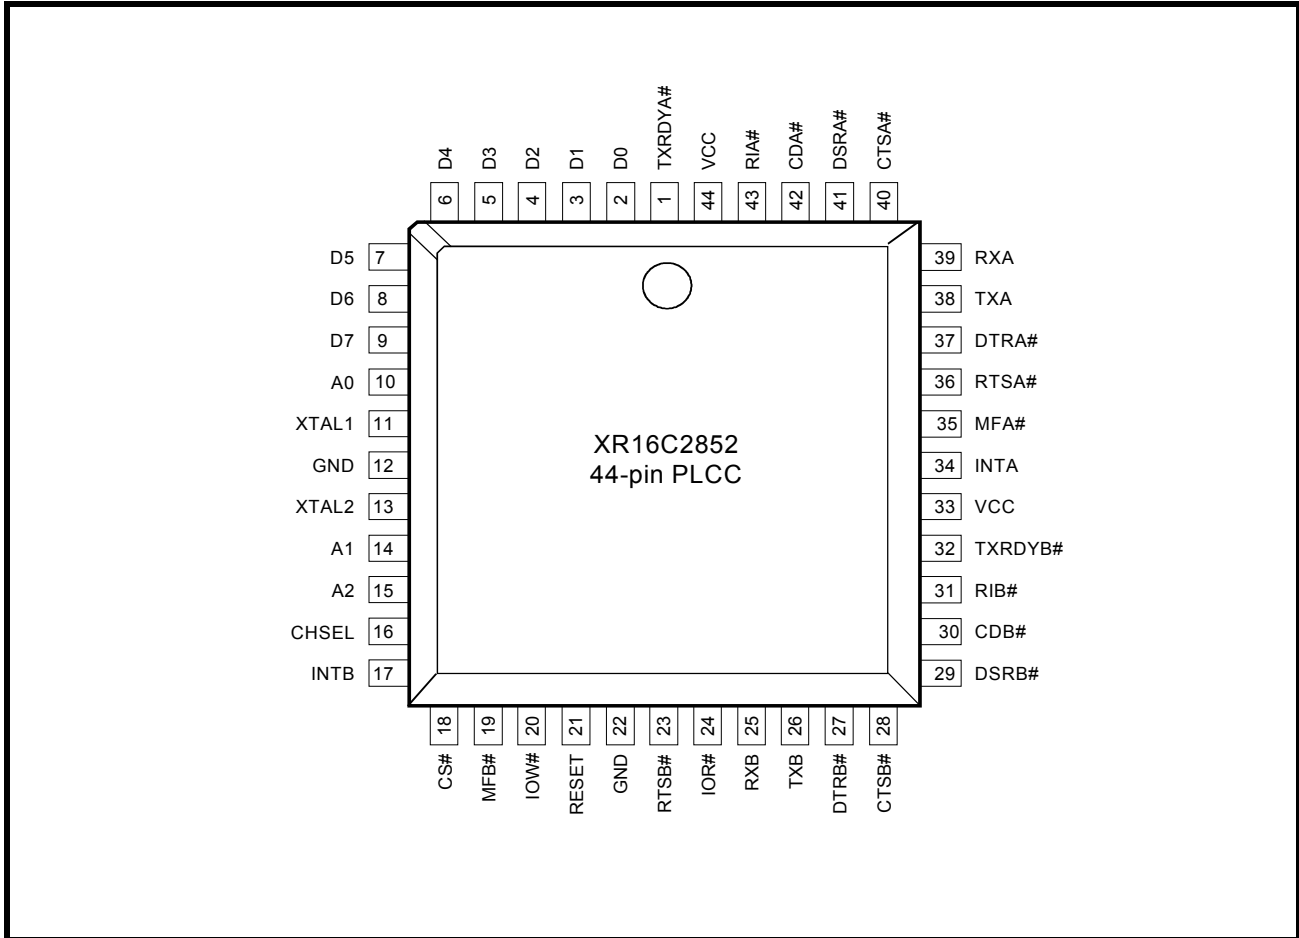 D4 D3 D2 D1 D0 TXRDYA# VCC RIA# CDA# DSRA# CTSA#
6 5 4 3 2 1 44 43 42 41 40
D5 7
D6 8
D7 9
A0 10
XTAL1 11
GND 12
XTAL2 13
A1 14
A2 15
CHSEL 16
INTB 17
XR16C2852
44-pin PLCC
39 RXA
38 TXA
37 DTRA#
36 RTSA#
35 MFA#
34 INTA
33 VCC
32 TXRDYB#
31 RIB#
30 CDB#
29 DSRB#
18 19 20 21 22 23 24 25 26 27 28
CS# MFB# IOW# RESET GND RTSB# IOR# RXB TXB DTRB# CTSB#